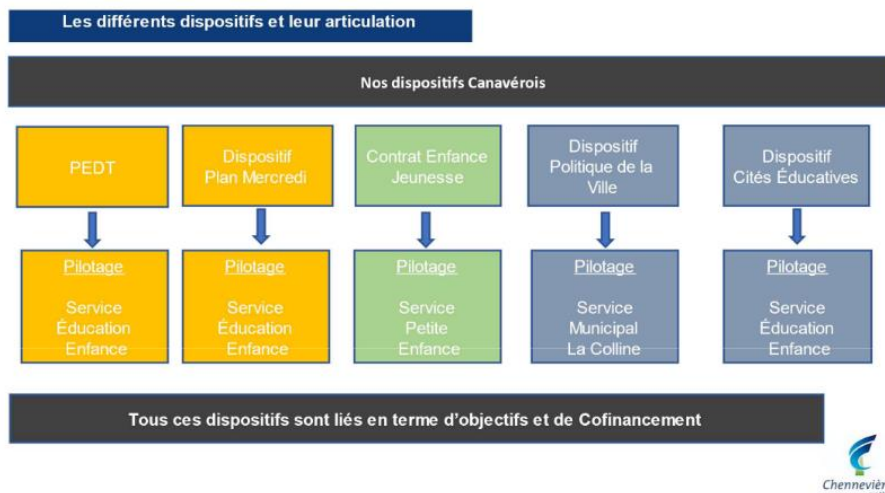 Les différents dispositifs et leur articulation
Nos dispositifs Canavérois
PEDT
Dispositif
Plan Mercredi
Contrat Enfance
Jeunesse
Dispositif
Politique de la
Ville
Dispositif
Cités Éducatives
Pilotage
Service
Éducation
Enfance
Pilotage
Service
Éducation
Enfance
Pilotage
Service
Petite
Enfance
Pilotage
Service
Municipal
La Colline
Pilotage
Service
Éducation
Enfance
Tous ces dispositifs sont liés en terme d'objectifs et de Cofinancement